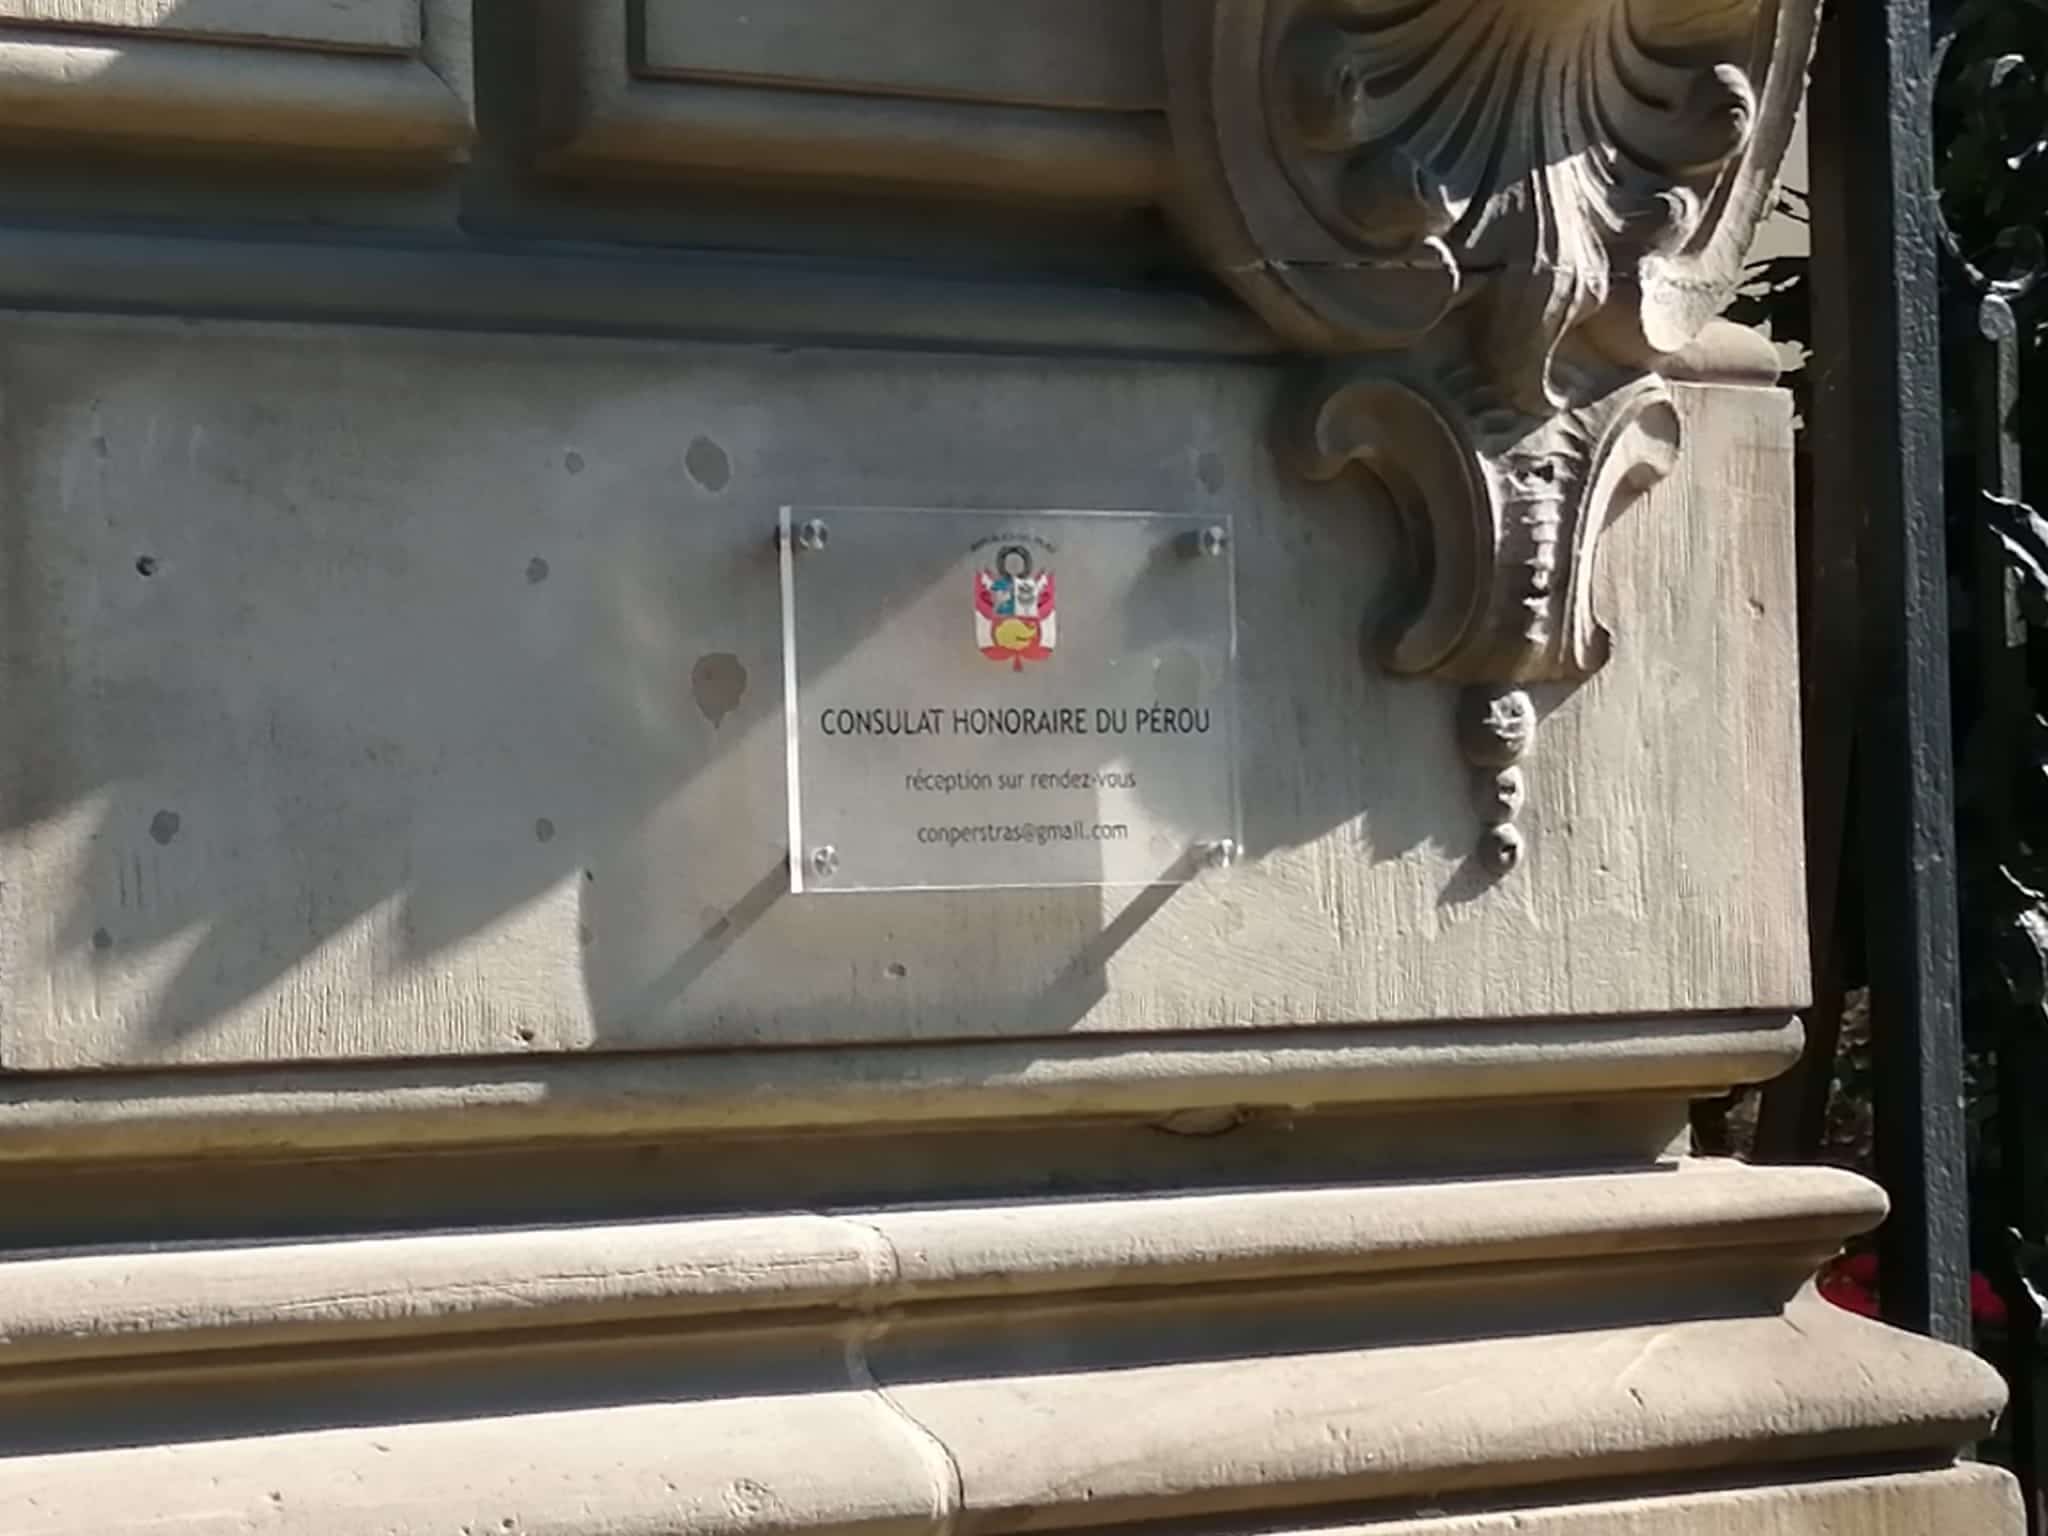 CONSULAT HONORAIRE DU PÉROU
réception sur rendez-vous
conperstras@gmail.com